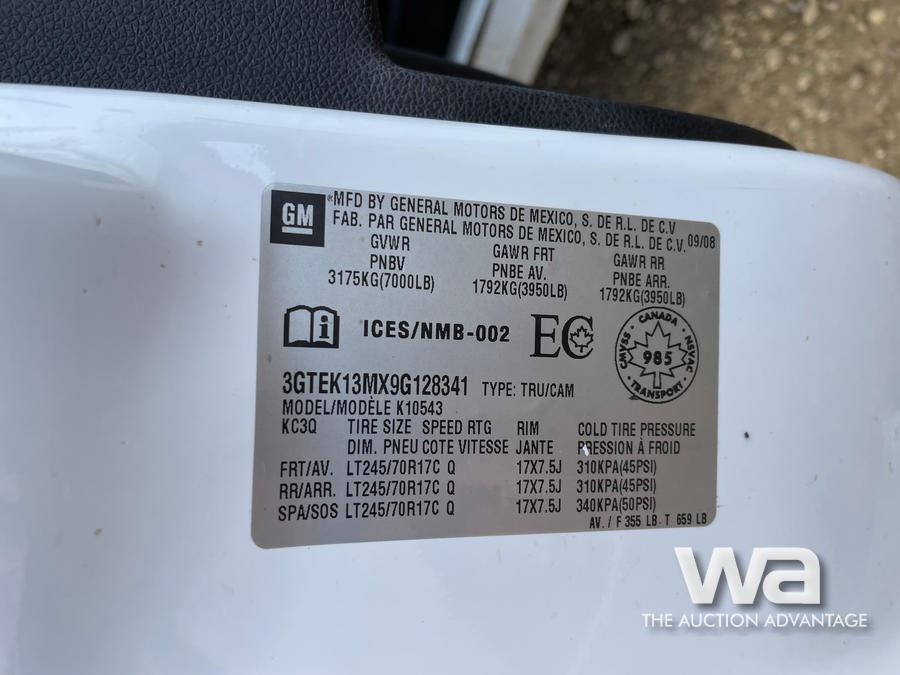 GM
*MFD BY GENERAL MOTORS DE MEXICO, S. DE R.L. DE C.V
FAB. PAR GENERAL MOTORS DE MEXICO, S. DE R.L. DE C.V. 09/08
GVWR GAWR FRT GAWR RR
PNBV PNBE AV. PNBE ARR.
3175KG(7000LB) 1792KG(3950LB) 1792KG(3950LB)
i ICES/NMB-002 EC
CANADA
CMVSS 985 NSVAC
TRANSPORT
3GTEK13MX9G128341 TYPE: TRU/CAM
MODEL/MODÈLE K10543
KC3Q TIRE SIZE SPEED RTG RIM COLD TIRE PRESSURE
DIM. PNEU COTE VITESSE JANTE PRESSION À FROID
FRT/AV. LT245/70R17C Q 17X7.5J 310KPA(45PSI)
RR/ARR. LT245/70R17C Q 17X7.5J 310KPA(45PSI)
SPA/SOS LT245/70R17C Q 17X7.5J 340KPA(50PSI)
AV. / F 355 LB. T 659 LB
wa
THE AUCTION ADVANTAGE